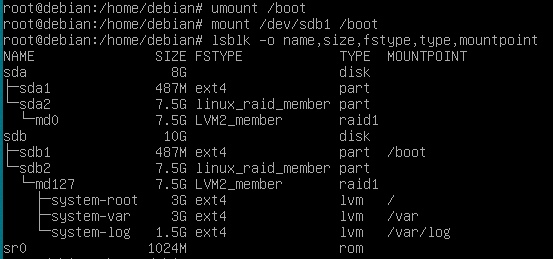 root@debian:/home/debian# umount /boot
root@debian:/home/debian# mount /dev/sdb1 /boot
root@debian:/home/debian# lsblk -o name,size,fstype,type,mountpoint
NAME                SIZE FSTYPE            TYPE  MOUNTPOINT
sda                   8G                   disk
├─sda1              487M ext4              part
└─sda2              7.5G linux_raid_member part
  └─md0             7.5G LVM2_member       raid1
sdb                  10G                   disk
├─sdb1              487M ext4              part  /boot
└─sdb2              7.5G linux_raid_member part
  └─md127           7.5G LVM2_member       raid1
    ├─system-root     3G ext4              lvm   /
    ├─system-var      3G ext4              lvm   /var
    └─system-log    1.5G ext4              lvm   /var/log
sr0                1024M                   rom